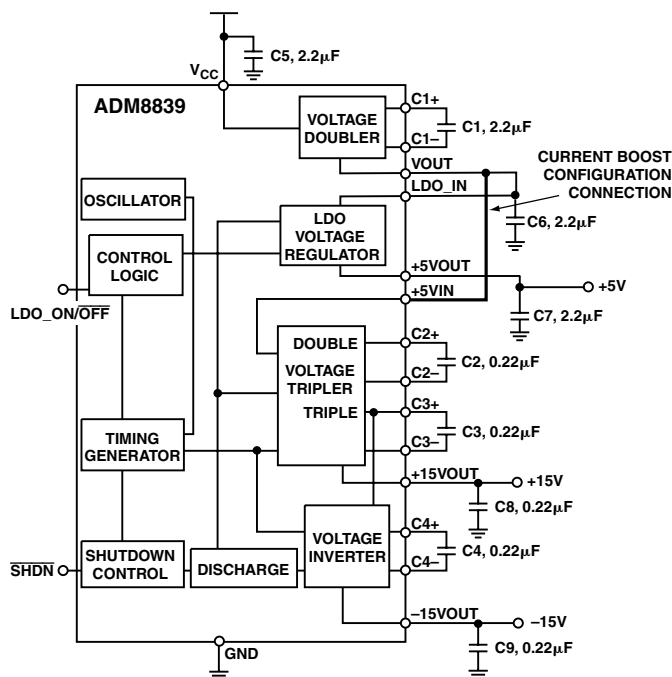 C5, 2.2µF
VCC
ADM8839
VOLTAGE
DOUBLER
C1+
C1–
C1, 2.2µF
VOUT
CURRENT BOOST
CONFIGURATION
CONNECTION
OSCILLATOR
LDO_IN
LDO
VOLTAGE
REGULATOR
C6, 2.2µF
CONTROL
LOGIC
+5VOUT
+5V
LDO_ON/OFF
+5VIN
C7, 2.2µF
DOUBLE
C2+
C2–
C2, 0.22µF
VOLTAGE
TRIPLER
TRIPLE
C3+
C3–
C3, 0.22µF
TIMING
GENERATOR
+15VOUT
+15V
C8, 0.22µF
VOLTAGE
INVERTER
C4+
C4–
C4, 0.22µF
SHDN
SHUTDOWN
CONTROL
DISCHARGE
–15VOUT
–15V
C9, 0.22µF
GND